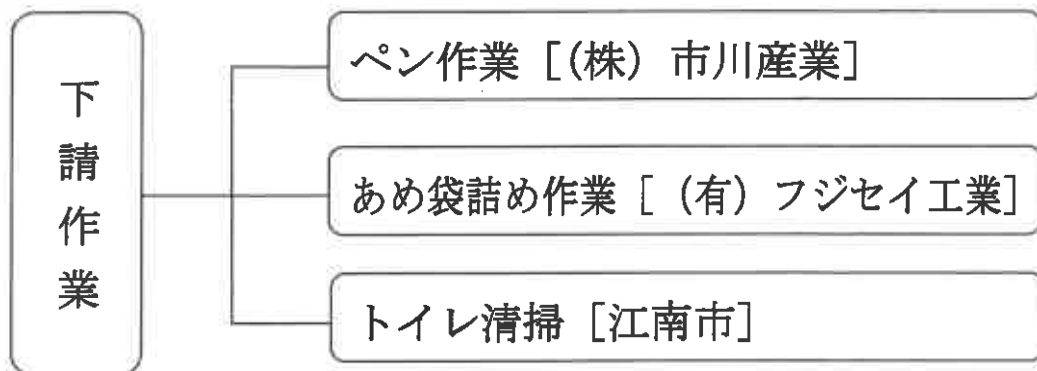 下請作業
ペン作業［(株）市川産業］
あめ袋詰め作業［（有）フジセイ工業］
トイレ清掃［江南市］